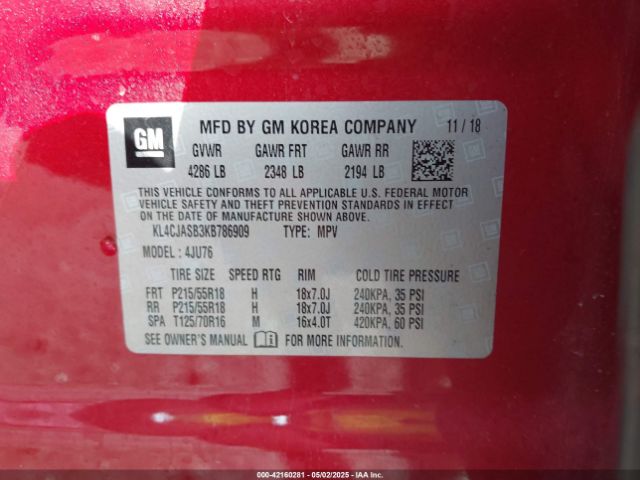 GM MFD BY GM KOREA COMPANY 11 / 18
GVWR GAWR FRT GAWR RR
4286 LB 2348 LB 2194 LB
THIS VEHICLE CONFORMS TO ALL APPLICABLE U.S. FEDERAL MOTOR
VEHICLE SAFETY AND THEFT PREVENTION STANDARDS IN EFFECT
ON THE DATE OF MANUFACTURE SHOWN ABOVE.
KL4CJASB3KB786909 TYPE: MPV
MODEL : 4JU76
TIRE SIZE SPEED RTG RIM COLD TIRE PRESSURE
FRT P215/55R18 H 18x7.0J 240KPA, 35 PSI
RR P215/55R18 H 18x7.0J 240KPA, 35 PSI
SPA T125/70R16 M 16x4.0T 420KPA, 60 PSI
SEE OWNER'S MANUAL FOR MORE INFORMATION.
000-42160281 - 05/02/2025 - IAA Inc.